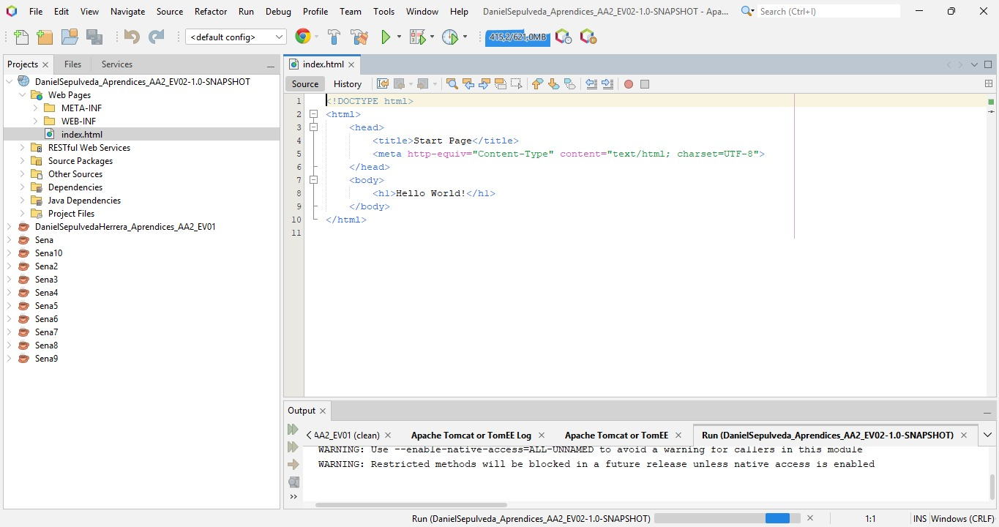 File Edit View Navigate Source Refactor Run Debug Profile Team Tools Window Help DanielSepulveda_Aprendices_AA2_EV02-1.0-SNAPSHOT - Apa... Search (Ctrl+I)
<default config> 415,2/621,0MB
Projects Files Services
DanielSepulveda_Aprendices_AA2_EV02-1.0-SNAPSHOT
Web Pages
META-INF
WEB-INF
index.html
RESTful Web Services
Source Packages
Other Sources
Dependencies
Java Dependencies
Project Files
DanielSepulvedaHerrera_Aprendices_AA2_EV01
Sena
Sena10
Sena2
Sena3
Sena4
Sena5
Sena6
Sena7
Sena8
Sena9
index.html
Source History
1 <!DOCTYPE html>
2 <html>
3 <head>
4 <title>Start Page</title>
5 <meta http-equiv="Content-Type" content="text/html; charset=UTF-8">
6 </head>
7 <body>
8 <h1>Hello World!</h1>
9 </body>
10 </html>
11
Output
AA2_EV01 (clean) Apache Tomcat or TomEE Log Apache Tomcat or TomEE Run (DanielSepulveda_Aprendices_AA2_EV02-1.0-SNAPSHOT)
WARNING: Use --enable-native-access=ALL-UNNAMED to avoid a warning for callers in this module
WARNING: Restricted methods will be blocked in a future release unless native access is enabled
Run (DanielSepulveda_Aprendices_AA2_EV02-1.0-SNAPSHOT) 1:1 INS Windows (CRLF)